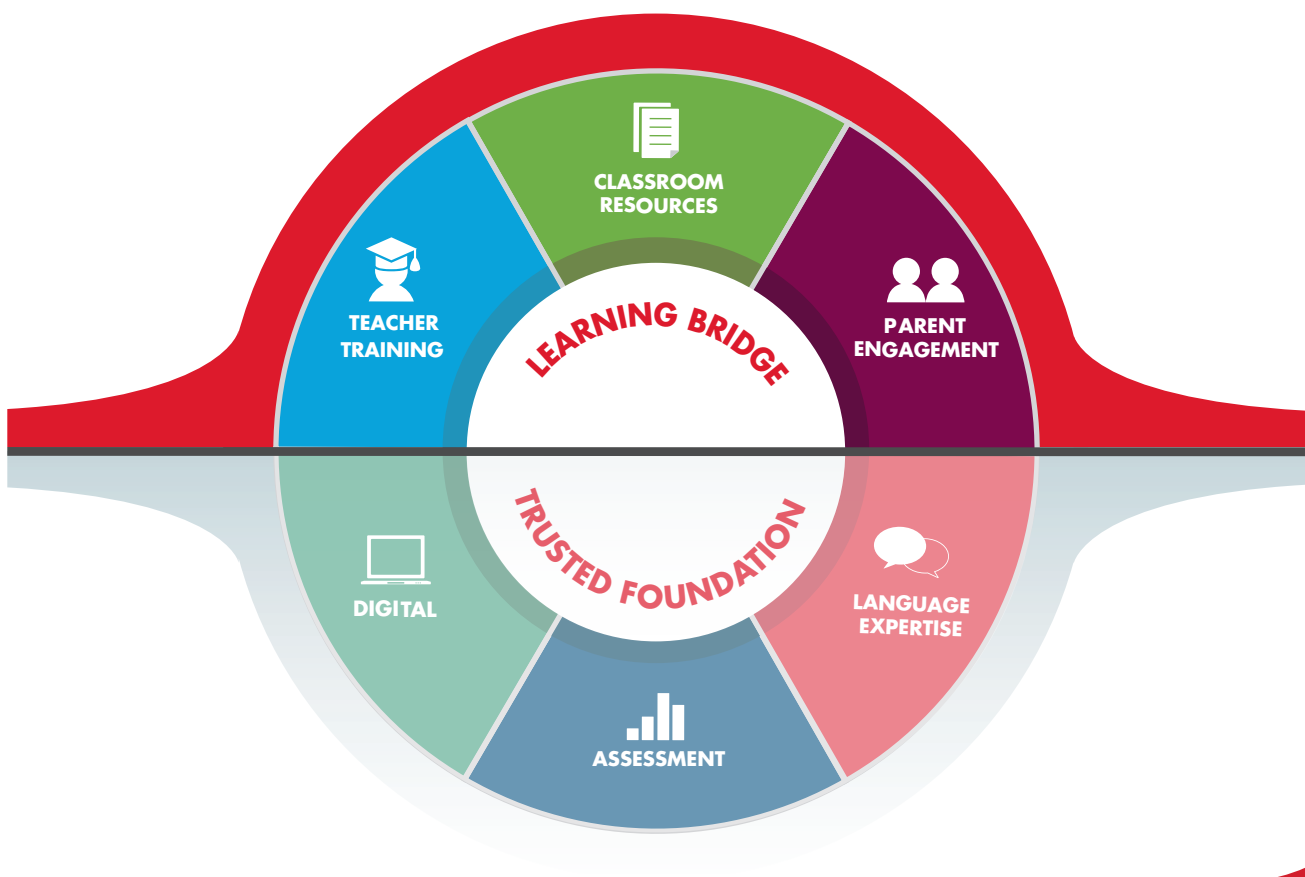 CLASSROOM
RESOURCES
TEACHER
TRAINING
PARENT
ENGAGEMENT
LEARNING BRIDGE
TRUSTED FOUNDATION
DIGITAL
LANGUAGE
EXPERTISE
ASSESSMENT